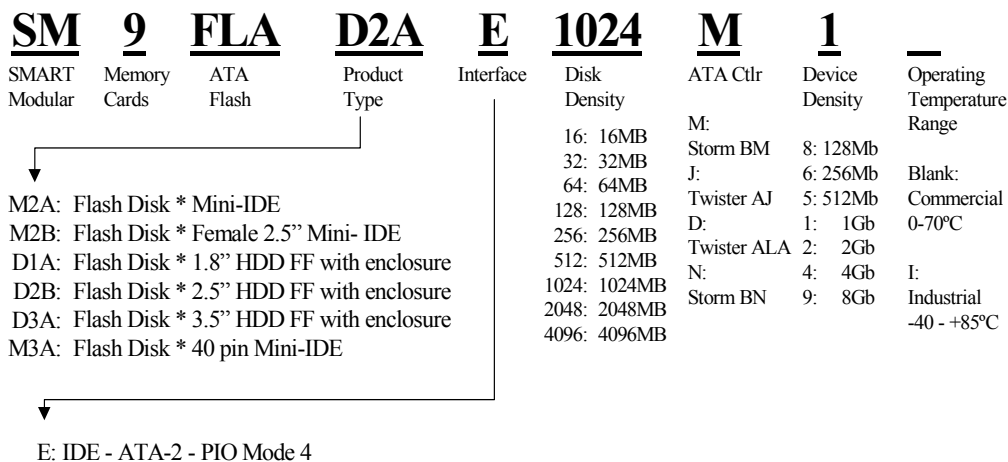 SM 9 FLA D2A E 1024 M 1 _
SMART Modular
Memory Cards
ATA Flash
Product Type
Interface
Disk Density
ATA Ctlr
Device Density
Operating Temperature Range
M2A: Flash Disk * Mini-IDE
M2B: Flash Disk * Female 2.5” Mini- IDE
D1A: Flash Disk * 1.8” HDD FF with enclosure
D2B: Flash Disk * 2.5” HDD FF with enclosure
D3A: Flash Disk * 3.5” HDD FF with enclosure
M3A: Flash Disk * 40 pin Mini-IDE
E: IDE - ATA-2 - PIO Mode 4
16: 16MB
32: 32MB
64: 64MB
128: 128MB
256: 256MB
512: 512MB
1024: 1024MB
2048: 2048MB
4096: 4096MB
M:
Storm BM
J:
Twister AJ
D:
Twister ALA
N:
Storm BN
8: 128Mb
6: 256Mb
5: 512Mb
1: 1Gb
2: 2Gb
4: 4Gb
9: 8Gb
Blank:
Commercial
0-70ºC
I:
Industrial
-40 - +85ºC